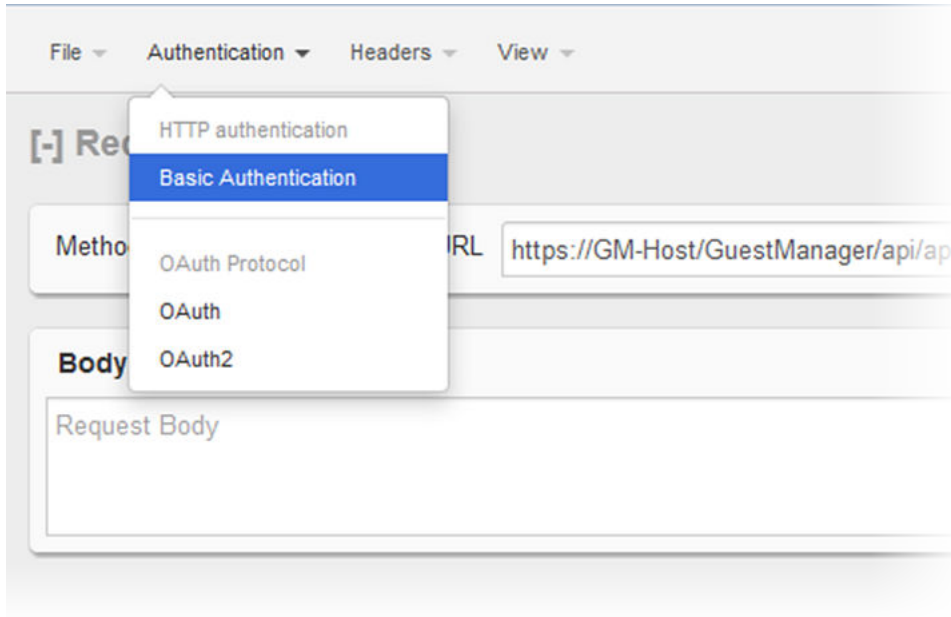 File Authentication Headers View
HTTP authentication
[-] Re
Basic Authentication
Metho RL https://GM-Host/GuestManager/api/ap
OAuth Protocol
OAuth
OAuth2
Body
Request Body